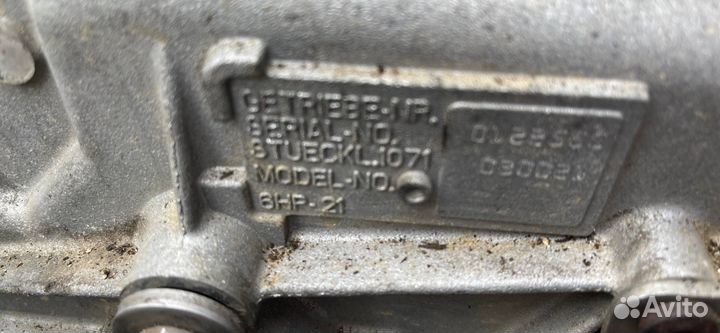 GETRIEBE-NR.
SERIAL-NO.
STUECKL.1071
MODEL-NO.
6HP-21
Avito